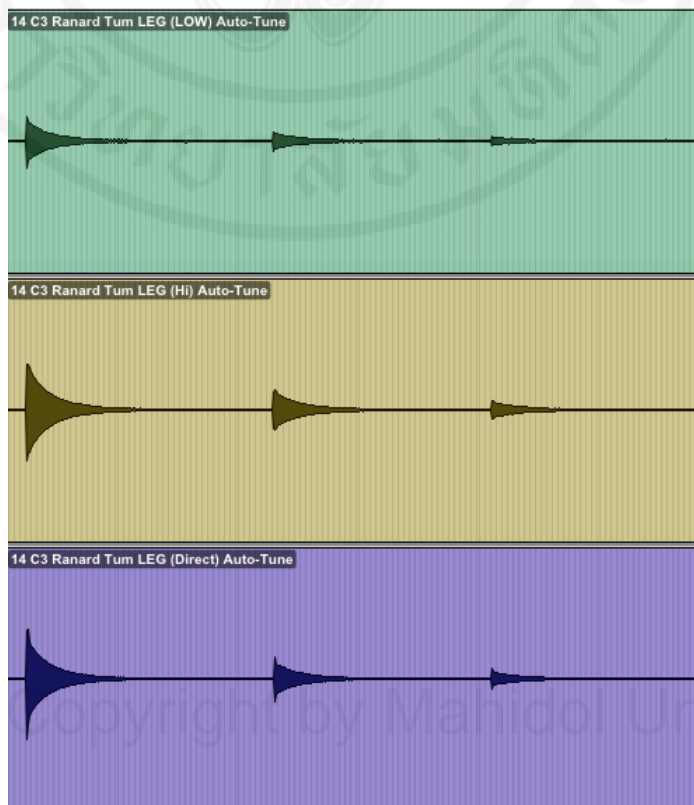 14 C3 Ranard Tum LEG (LOW) Auto-Tune
14 C3 Ranard Tum LEG (Hi) Auto-Tune
14 C3 Ranard Tum LEG (Direct) Auto-Tune
Copyright by Mahidol Un